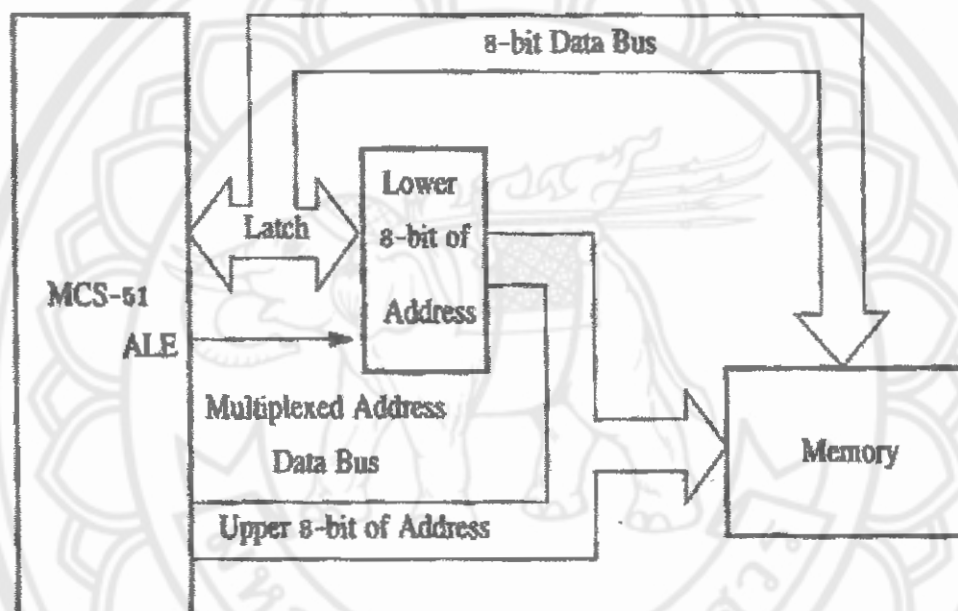 8-bit Data Bus
Lower
Latch
8-bit of
MCS-51
Address
ALE
Multiplexed Address
Data Bus
Memory
Upper 8-bit of Address